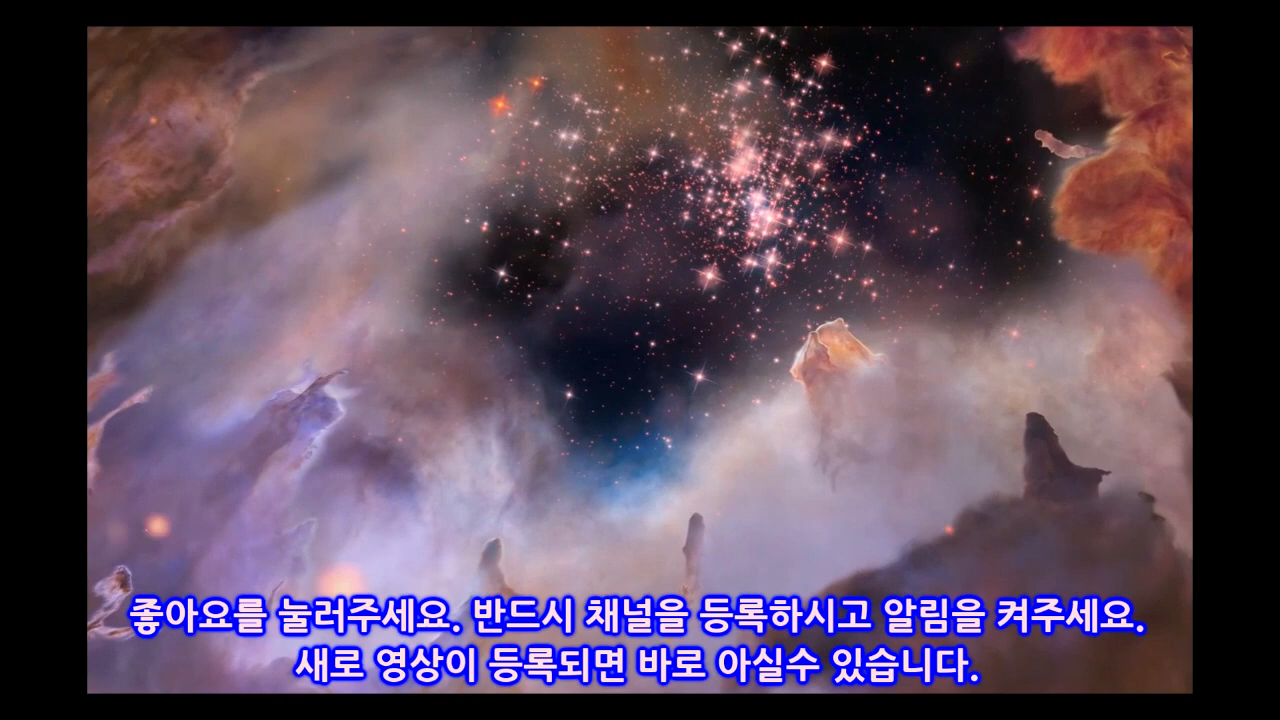 좋아요를 눌러주세요. 반드시 채널을 등록하시고 알림을 켜주세요.
새로 영상이 등록되면 바로 아실수 있습니다.